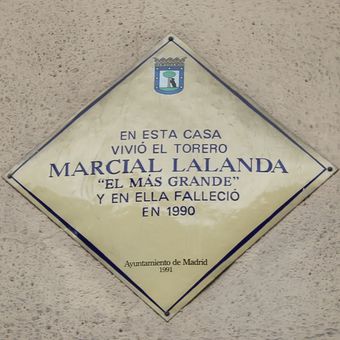 EN ESTA CASA
VIVIÓ EL TORERO
MARCIAL LALANDA
“EL MÁS GRANDE”
Y EN ELLA FALLECIÓ
EN 1990
Ayuntamiento de Madrid
1991